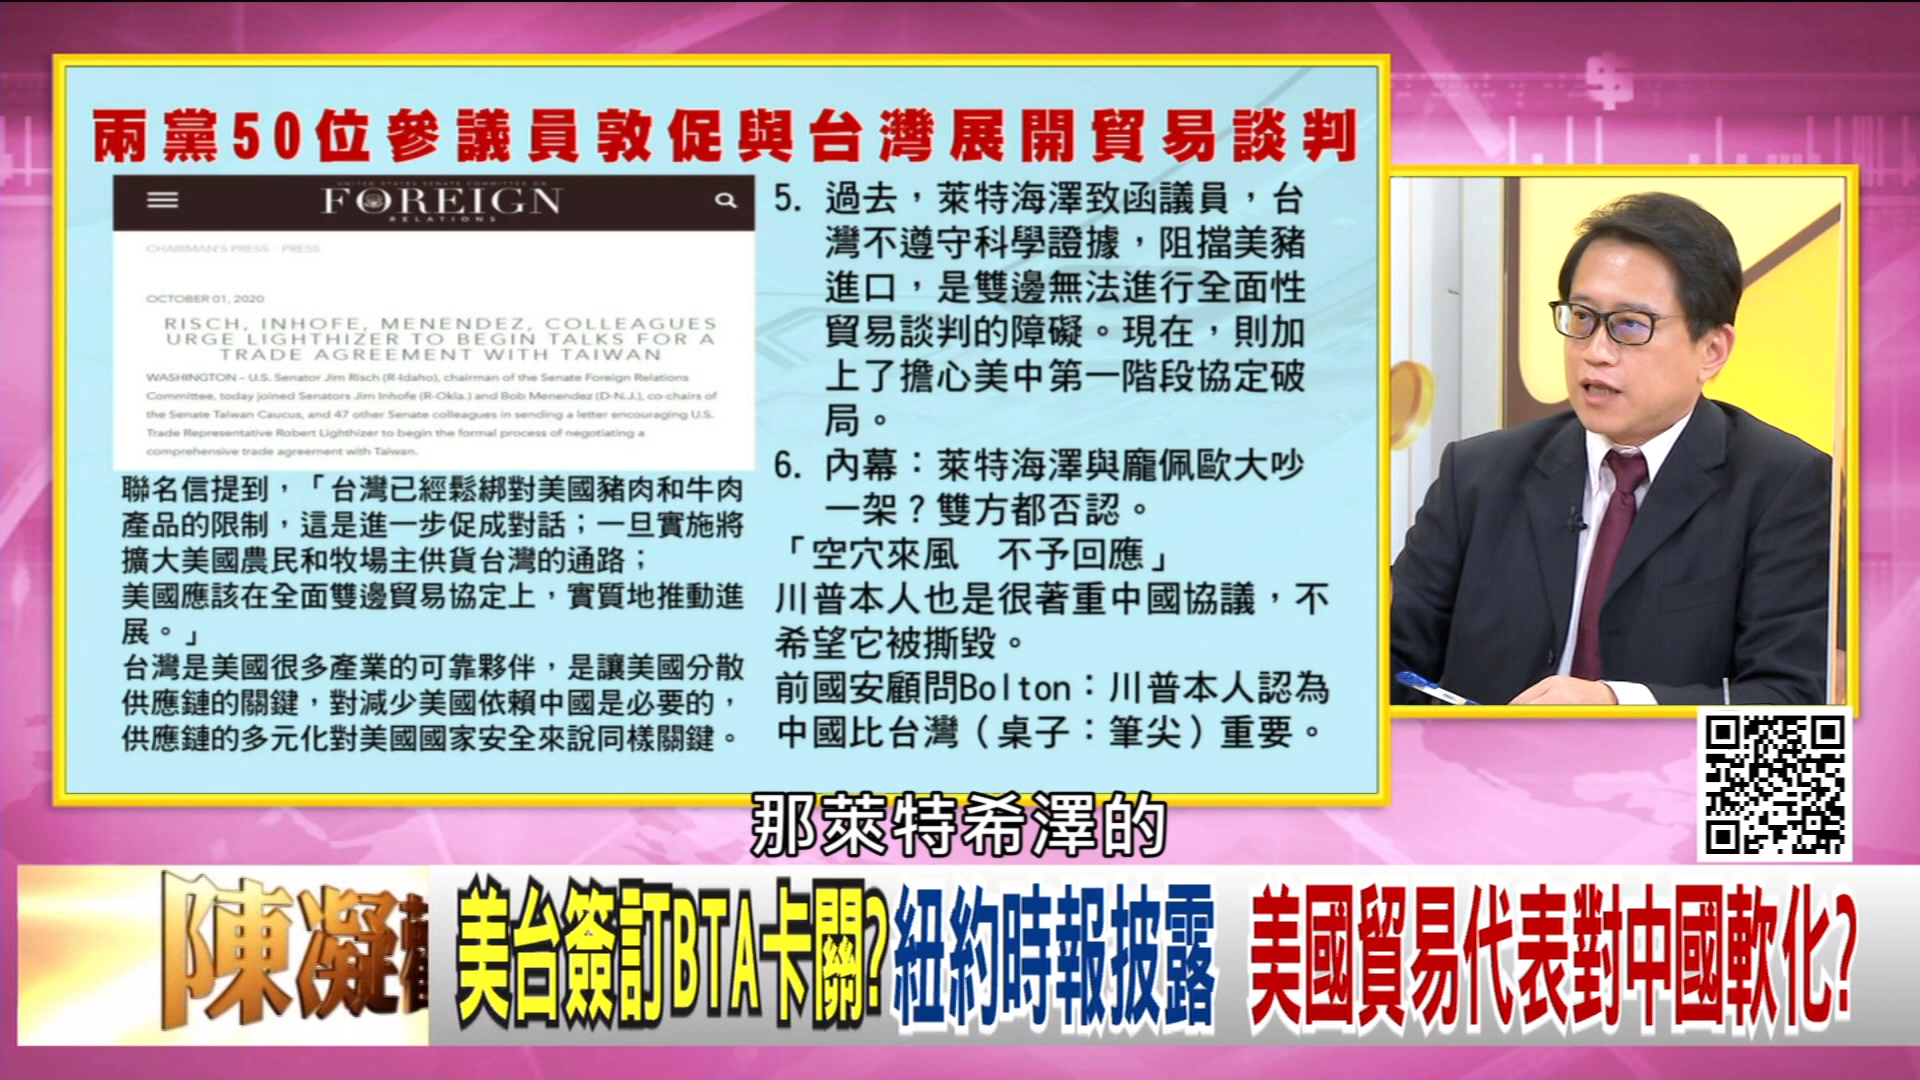 兩黨50位參議員敦促與台灣展開貿易談判
UNITED STATES SENATE COMMITTEE ON
FOREIGN
RELATIONS
CHAIRMAN'S PRESS / PRESS
OCTOBER 01, 2020
RISCH, INHOFE, MENENDEZ, COLLEAGUES
URGE LIGHTHIZER TO BEGIN TALKS FOR A
TRADE AGREEMENT WITH TAIWAN
WASHINGTON – U.S. Senator Jim Risch (R-Idaho), chairman of the Senate Foreign Relations
Committee, today joined Senators Jim Inhofe (R-Okla.) and Bob Menendez (D-N.J.), co-chairs of
the Senate Taiwan Caucus, and 47 other Senate colleagues in sending a letter encouraging U.S.
Trade Representative Robert Lighthizer to begin the formal process of negotiating a
comprehensive trade agreement with Taiwan.
聯名信提到，「台灣已經鬆綁對美國豬肉和牛肉
產品的限制，這是進一步促成對話；一旦實施將
擴大美國農民和牧場主供貨台灣的通路；
美國應該在全面雙邊貿易協定上，實質地推動進
展。」
台灣是美國很多產業的可靠夥伴，是讓美國分散
供應鏈的關鍵，對減少美國依賴中國是必要的，
供應鏈的多元化對美國國家安全來說同樣關鍵。
5. 過去，萊特海澤致函議員，台
灣不遵守科學證據，阻擋美豬
進口，是雙邊無法進行全面性
貿易談判的障礙。現在，則加
上了擔心美中第一階段協定破
局。
6. 內幕：萊特海澤與龐佩歐大吵
一架？雙方都否認。
「空穴來風　不予回應」
川普本人也是很著重中國協議，不
希望它被撕毀。
前國安顧問Bolton：川普本人認為
中國比台灣（桌子：筆尖）重要。
那萊特希澤的
陳凝觀
美台簽訂BTA卡關?紐約時報披露 美國貿易代表對中國軟化?